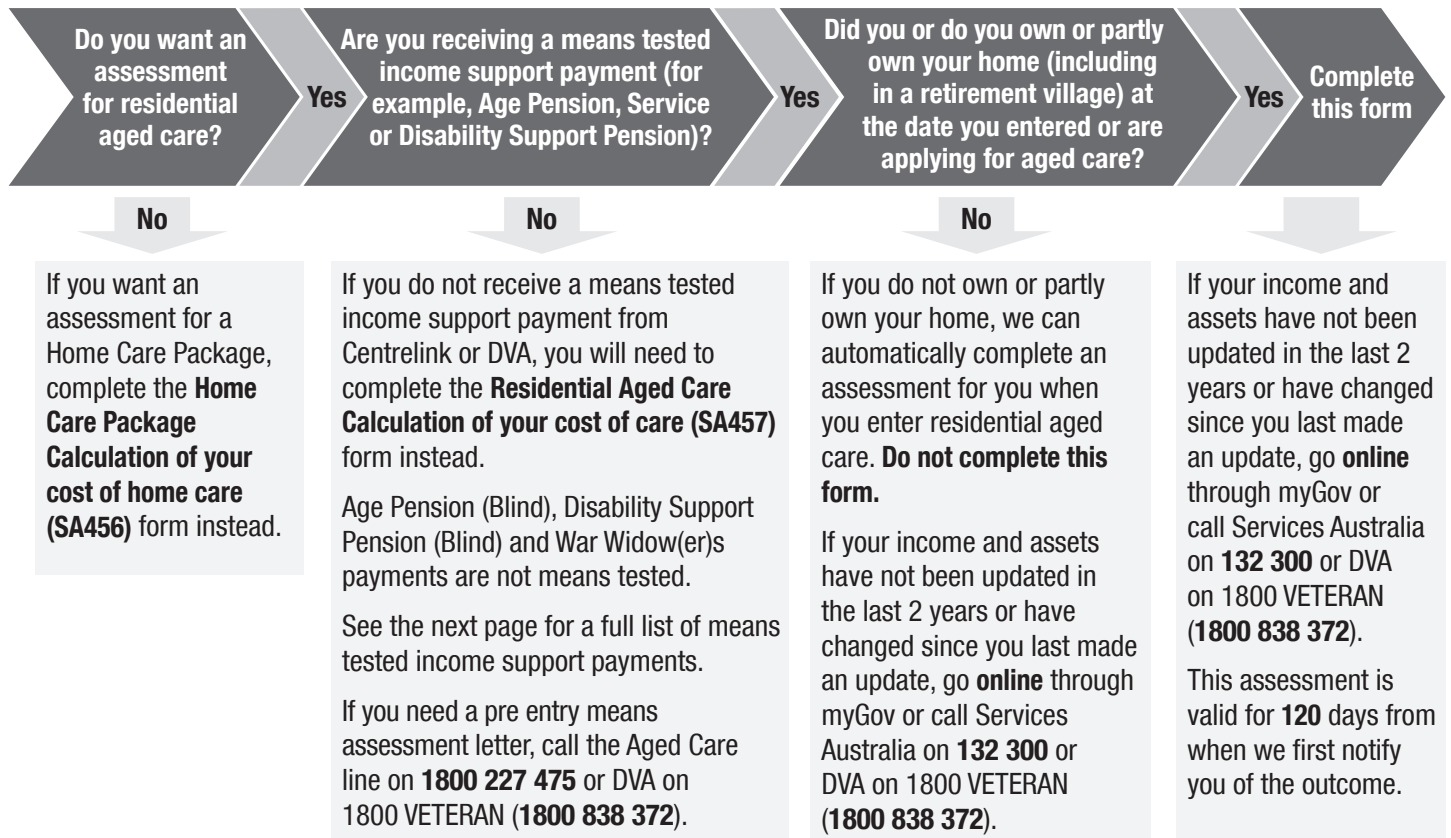 Do you want an
assessment
for residential
aged care?
Yes
Are you receiving a means tested
income support payment (for
example, Age Pension, Service
or Disability Support Pension)?
Yes
Did you or do you own or partly
own your home (including
in a retirement village) at
the date you entered or are
applying for aged care?
Yes
Complete
this form
No
If you want an
assessment for a
Home Care Package,
complete the Home
Care Package
Calculation of your
cost of home care
(SA456) form instead.
No
If you do not receive a means tested
income support payment from
Centrelink or DVA, you will need to
complete the Residential Aged Care
Calculation of your cost of care (SA457)
form instead.
Age Pension (Blind), Disability Support
Pension (Blind) and War Widow(er)s
payments are not means tested.
See the next page for a full list of means
tested income support payments.
If you need a pre entry means
assessment letter, call the Aged Care
line on 1800 227 475 or DVA on
1800 VETERAN (1800 838 372).
No
If you do not own or partly
own your home, we can
automatically complete an
assessment for you when
you enter residential aged
care. Do not complete this
form.
If your income and assets
have not been updated in
the last 2 years or have
changed since you last made
an update, go online through
myGov or call Services
Australia on 132 300 or
DVA on 1800 VETERAN
(1800 838 372).
If your income and
assets have not been
updated in the last 2
years or have changed
since you last made
an update, go online
through myGov or
call Services Australia
on 132 300 or DVA
on 1800 VETERAN
(1800 838 372).
This assessment is
valid for 120 days from
when we first notify
you of the outcome.